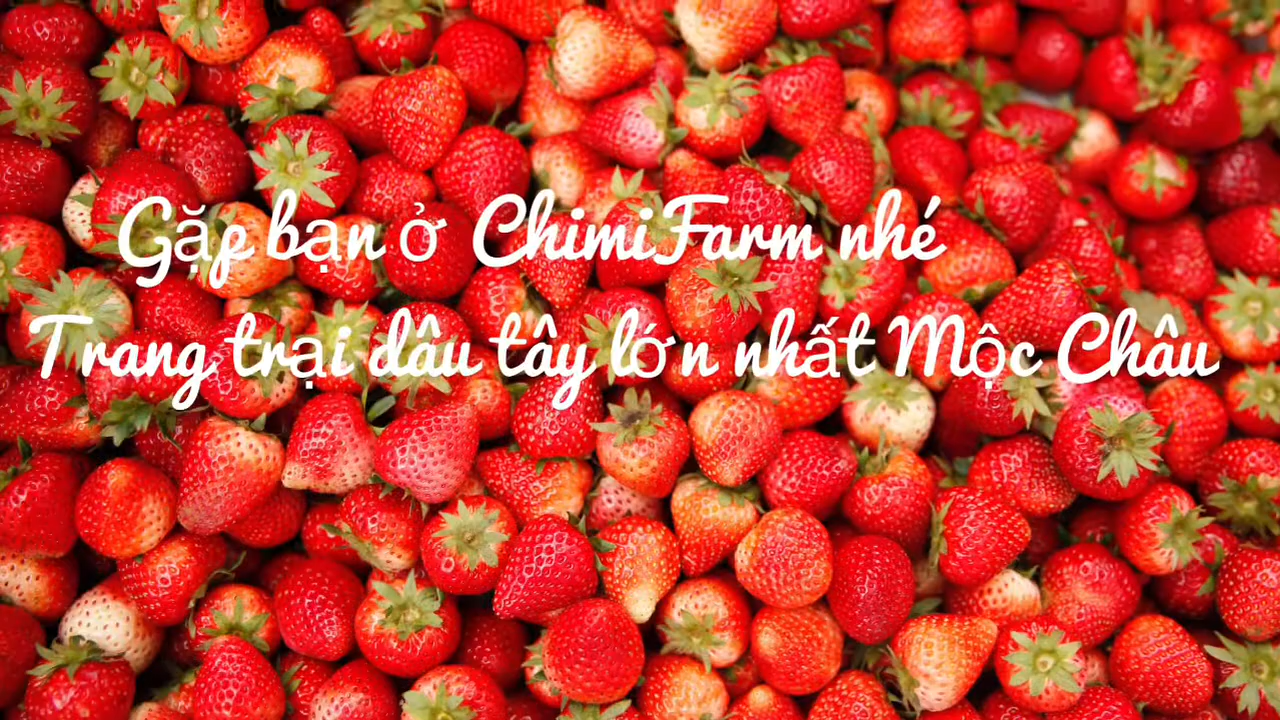 Gặp bạn ở ChimiFarm nhé
Trang trại dâu tây lớn nhất Mộc Châu